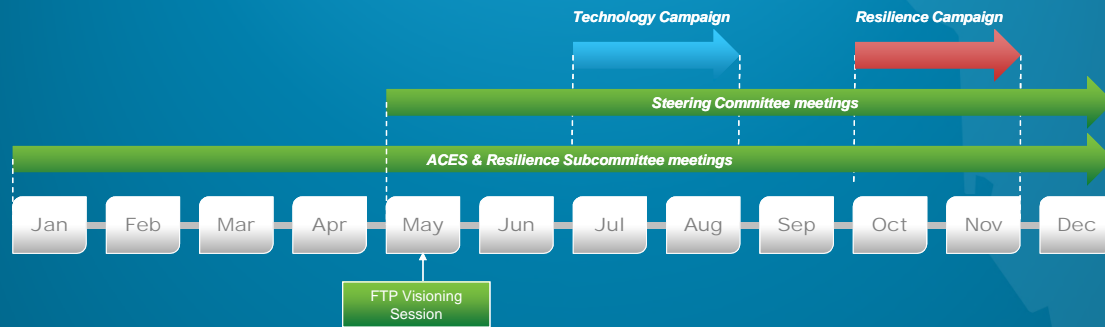 Technology Campaign
Resilience Campaign
Steering Committee meetings
ACES & Resilience Subcommittee meetings
Jan
Feb
Mar
Apr
May
Jun
Jul
Aug
Sep
Oct
Nov
Dec
FTP Visioning
Session